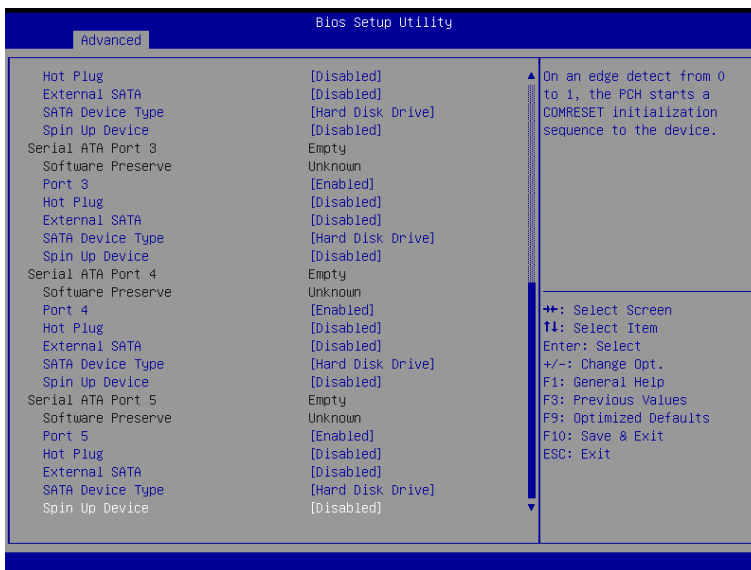 Bios Setup Utility
Advanced
Hot Plug [Disabled]
External SATA [Disabled]
SATA Device Type [Hard Disk Drive]
Spin Up Device [Disabled]
Serial ATA Port 3 Empty
Software Preserve Unknown
Port 3 [Enabled]
Hot Plug [Disabled]
External SATA [Disabled]
SATA Device Type [Hard Disk Drive]
Spin Up Device [Disabled]
Serial ATA Port 4 Empty
Software Preserve Unknown
Port 4 [Enabled]
Hot Plug [Disabled]
External SATA [Disabled]
SATA Device Type [Hard Disk Drive]
Spin Up Device [Disabled]
Serial ATA Port 5 Empty
Software Preserve Unknown
Port 5 [Enabled]
Hot Plug [Disabled]
External SATA [Disabled]
SATA Device Type [Hard Disk Drive]
Spin Up Device [Disabled]
On an edge detect from 0
to 1, the PCH starts a
COMRESET initialization
sequence to the device.
→←: Select Screen
↑↓: Select Item
Enter: Select
+/-: Change Opt.
F1: General Help
F3: Previous Values
F9: Optimized Defaults
F10: Save & Exit
ESC: Exit